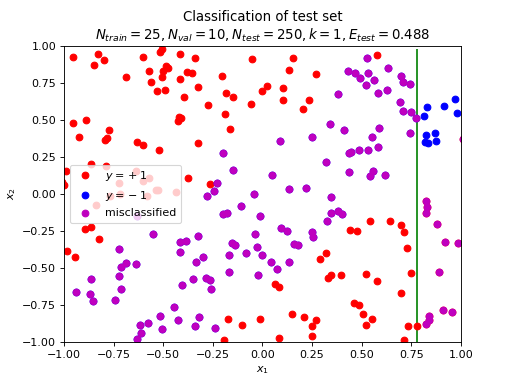 Classification of test set
N_train = 25, N_val = 10, N_test = 250, k = 1, E_test = 0.488
1.00
0.75
0.50
0.25
0.00
−0.25
−0.50
−0.75
−1.00
x_2
y = +1
y = −1
misclassified
−1.00 −0.75 −0.50 −0.25 0.00 0.25 0.50 0.75 1.00
x_1